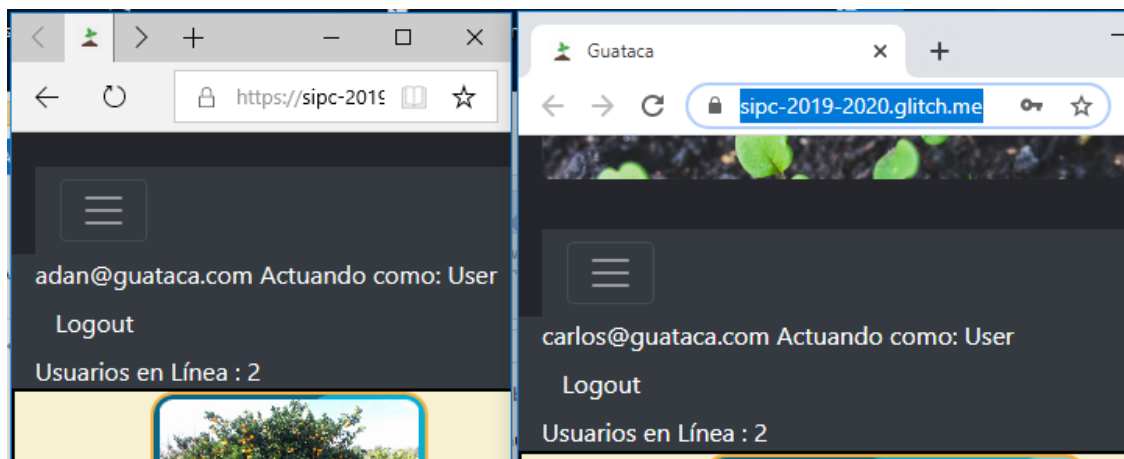 https://sipc-2019
adan@guataca.com Actuando como: User
Logout
Usuarios en Línea : 2
Guataca
sipc-2019-2020.glitch.me
carlos@guataca.com Actuando como: User
Logout
Usuarios en Línea : 2